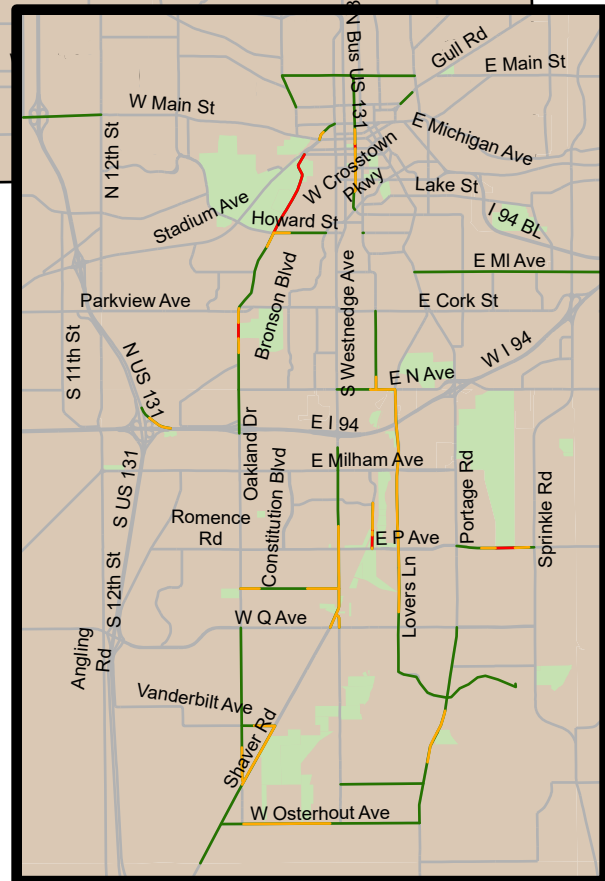 N Bus US 131
Gull Rd
E Main St
W Main St
E Michigan Ave
N 12th St
W Crosstown
Pkwy
Lake St
Stadium Ave
Howard St
I 94 BL
E MI Ave
Bronson Blvd
S Westnedge Ave
Parkview Ave
E Cork St
S 11th St
N US 131
W I 94
E N Ave
E I 94
Oakland Dr
E Milham Ave
S US 131
Constitution Blvd
Portage Rd
Sprinkle Rd
Romence
Rd
E P Ave
S 12th St
Lovers Ln
W Q Ave
Angling
Rd
Vanderbilt Ave
Shaver Rd
W Osterhout Ave